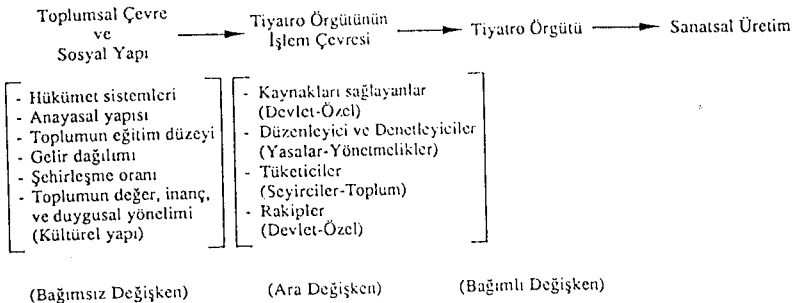 Toplumsal Çevre
ve
Sosyal Yapı
Tiyatro Örgütünün
İşlem Çevresi
Tiyatro Örgütü
Sanatsal Üretim
- Hükümet sistemleri
- Anayasal yapısı
- Toplumun eğitim düzeyi
- Gelir dağılımı
- Şehirleşme oranı
- Toplumun değer, inanç,
ve duygusal yönelimi
(Kültürel yapı)
- Kaynakları sağlayanlar
(Devlet-Özel)
- Düzenleyici ve Denetleyiciler
(Yasalar-Yönetmelikler)
- Tüketiciler
(Seyirciler-Toplum)
- Rakipler
(Devlet-Özel)
(Bağımsız Değişken)
(Ara Değişken)
(Bağımlı Değişken)